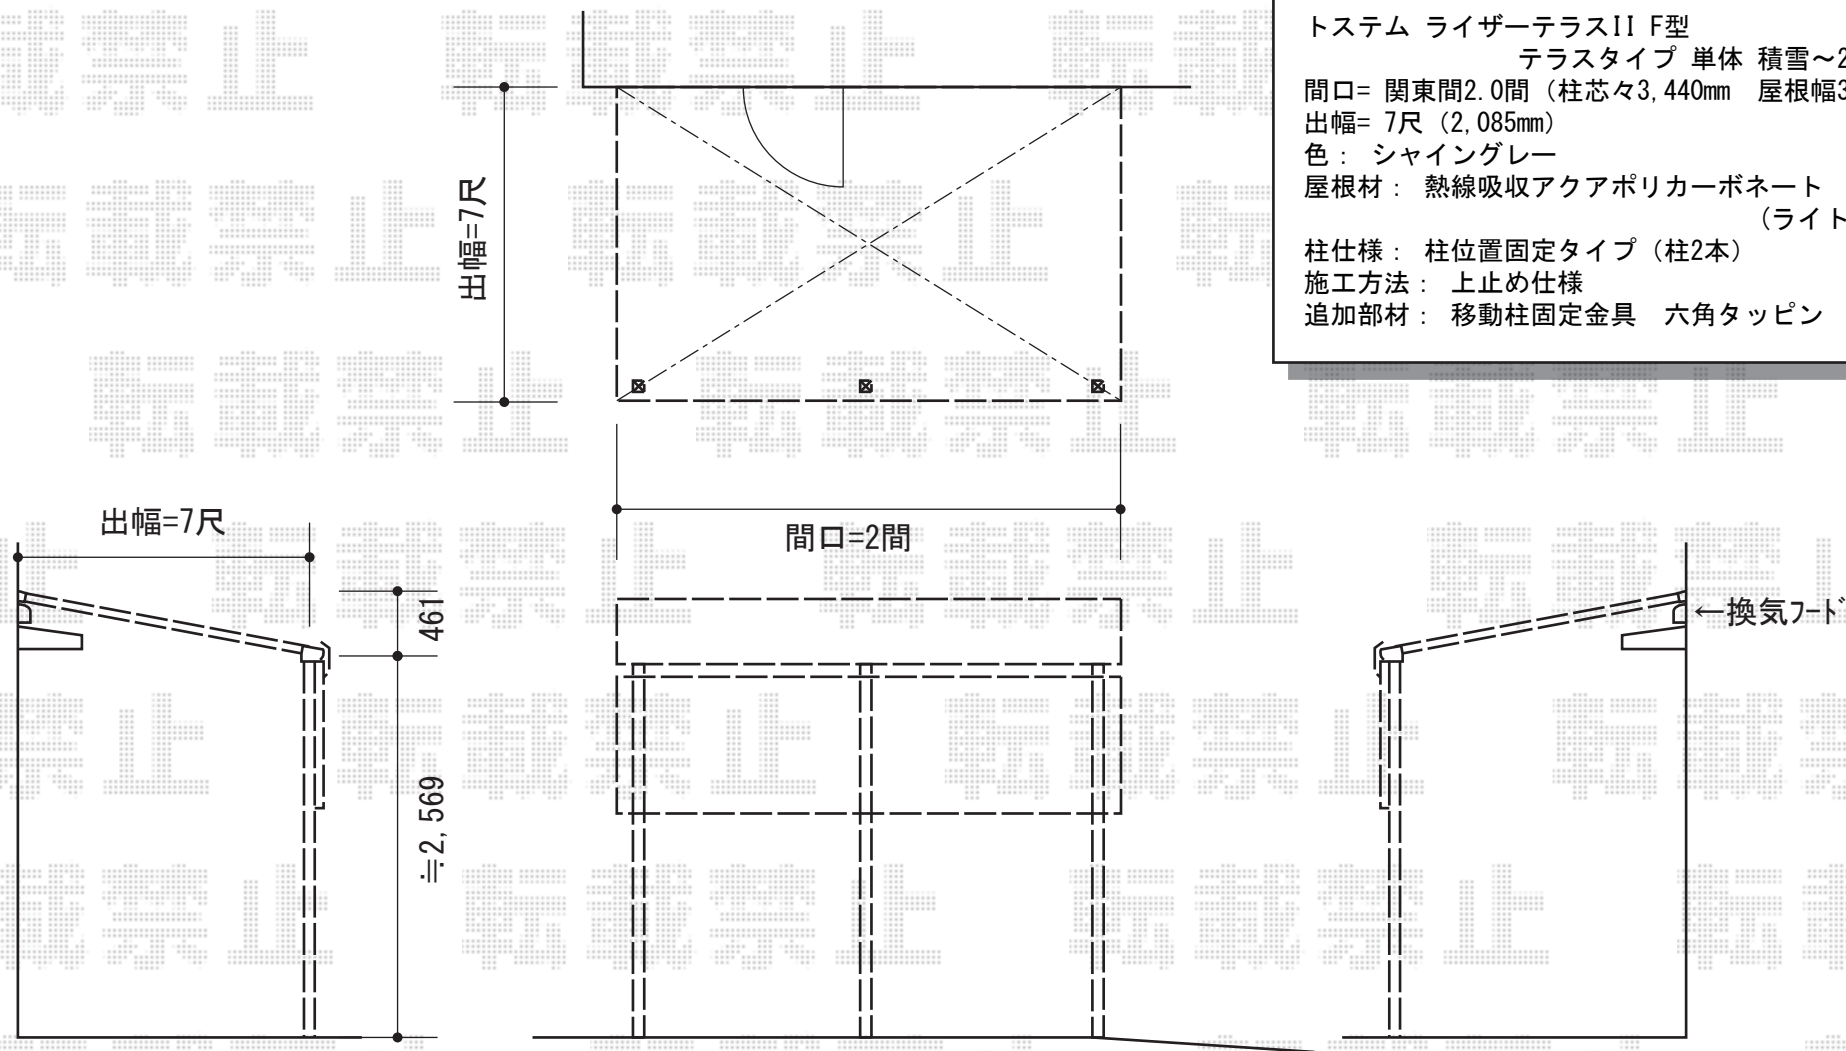 トステム ライザーテラスII F型
テラスタイプ 単体 積雪～2
間口= 関東間2.0間（柱芯々3,440mm 屋根幅3
出幅= 7尺（2,085mm）
色： シャイングレー
屋根材： 熱線吸収アクアポリカーボネート
（ライト
柱仕様： 柱位置固定タイプ（柱2本）
施工方法： 上止め仕様
追加部材： 移動柱固定金具 六角タッピン
出幅=7尺
間口=2間
出幅=7尺
461
≒2,569
←換気フード
転載禁止